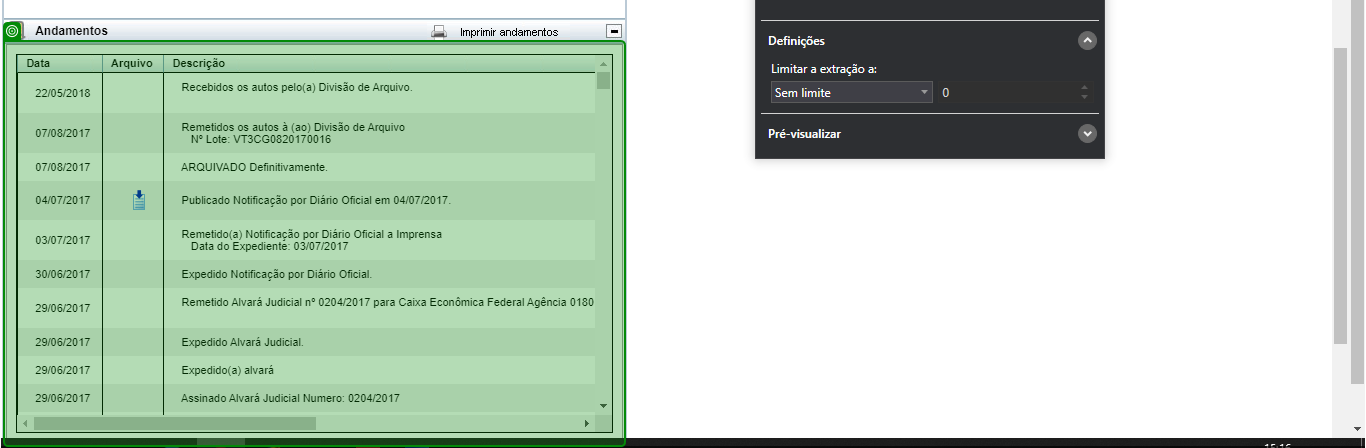 Andamentos
Imprimir andamentos
Data Arquivo Descrição
22/05/2018 Recebidos os autos pelo(a) Divisão de Arquivo.
07/08/2017 Remetidos os autos à (ao) Divisão de Arquivo
Nº Lote: VT3CG0820170016
07/08/2017 ARQUIVADO Definitivamente.
04/07/2017 Publicado Notificação por Diário Oficial em 04/07/2017.
03/07/2017 Remetido(a) Notificação por Diário Oficial a Imprensa
Data do Expediente: 03/07/2017
30/06/2017 Expedido Notificação por Diário Oficial.
29/06/2017 Remetido Alvará Judicial nº 0204/2017 para Caixa Econômica Federal Agência 0180
29/06/2017 Expedido Alvará Judicial.
29/06/2017 Expedido(a) alvará
29/06/2017 Assinado Alvará Judicial Numero: 0204/2017
Definições
Limitar a extração a:
Sem limite 0
Pré-visualizar